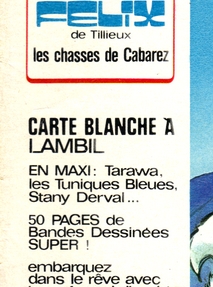 FELIX
de Tillieux
les chasses de Cabarez
CARTE BLANCHE À
LAMBIL
EN MAXI: Tarawa,
les Tuniques Bleues,
Stany Derval...
50 PAGES de
Bandes Dessinées
SUPER !
embarquez
dans le rêve avec